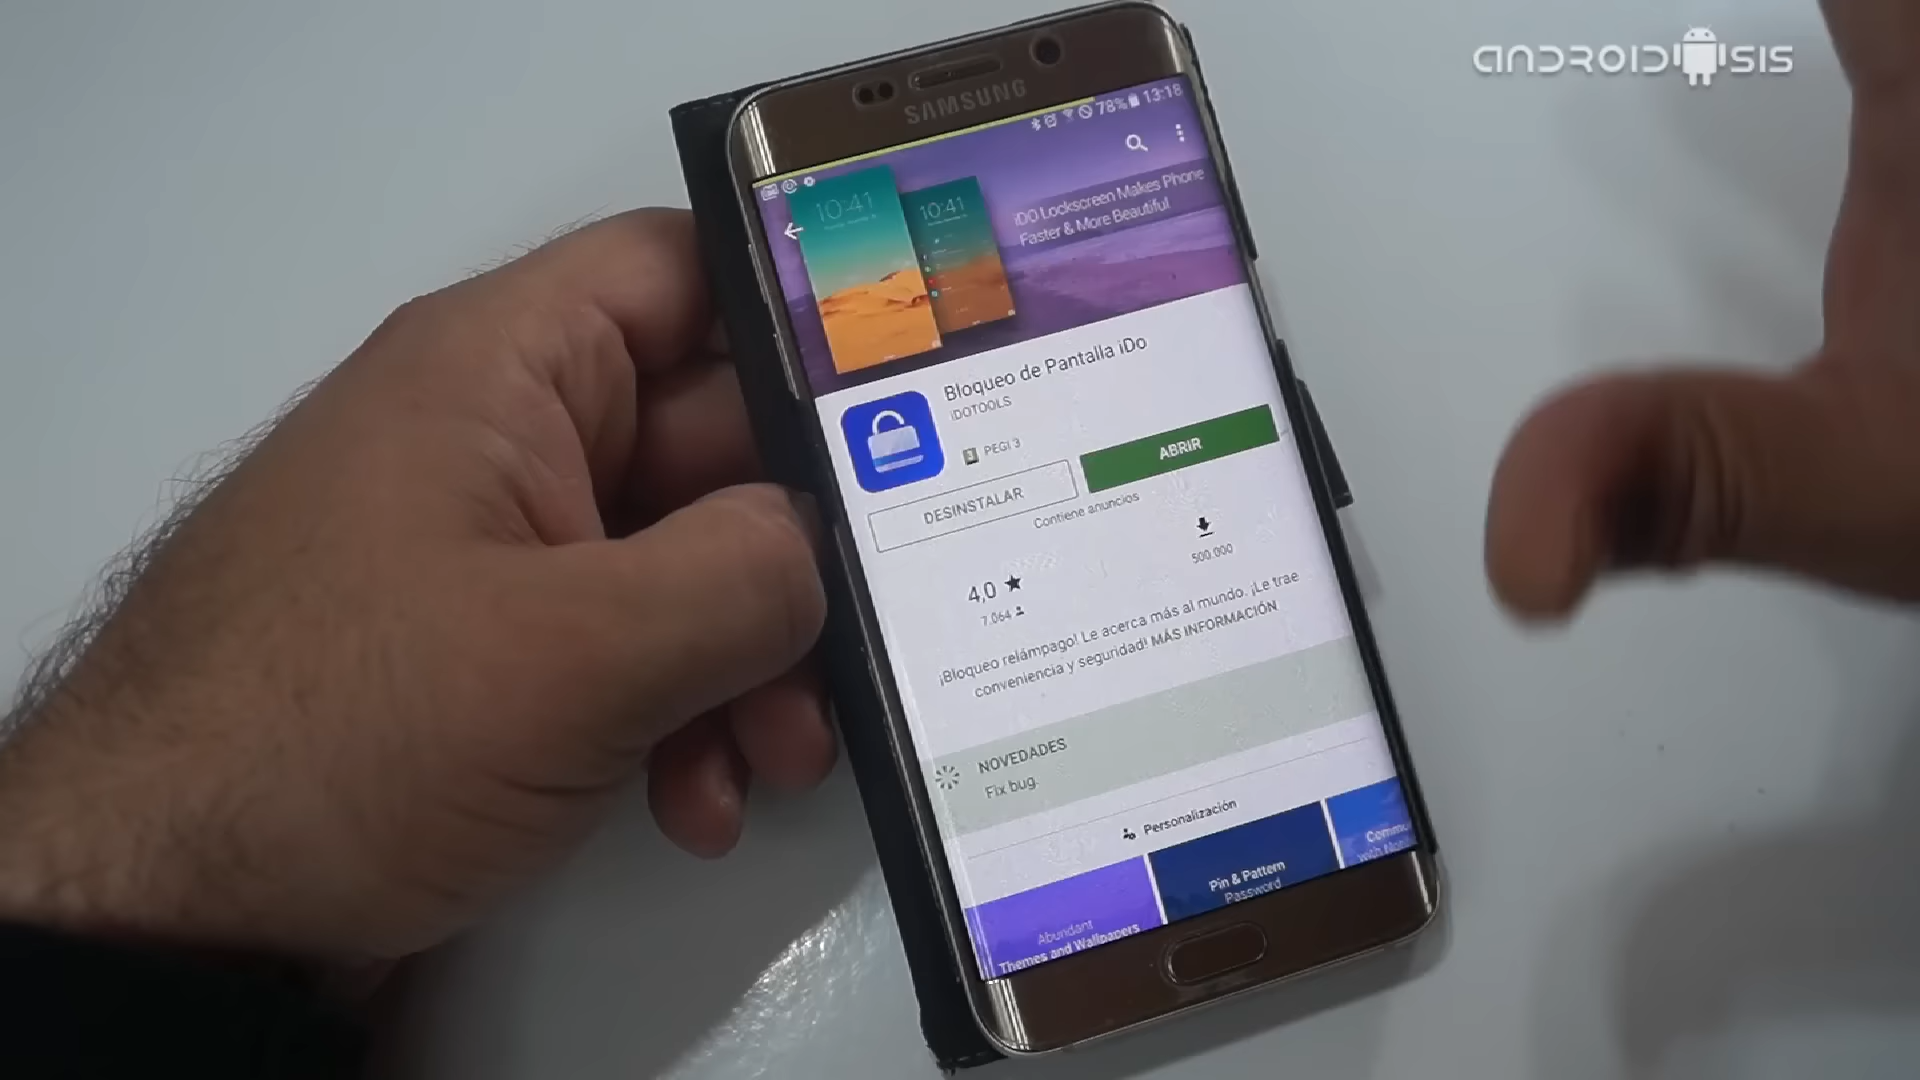 ANDROIDSIS
SAMSUNG
78% 13:18
10:41
10:41
iDO Lockscreen Makes Phone
Faster & More Beautiful
Bloqueo de Pantalla iDo
iDOTOOLS
3 PEGI 3
DESINSTALAR
ABRIR
Contiene anuncios
4,0
7.064
500.000
¡Bloqueo relámpago! Le acerca más al mundo. ¡Le trae
conveniencia y seguridad! MÁS INFORMACIÓN
NOVEDADES
Fix bug.
Personalización
Abundant
Themes and Wallpapers
Pin & Pattern
Password